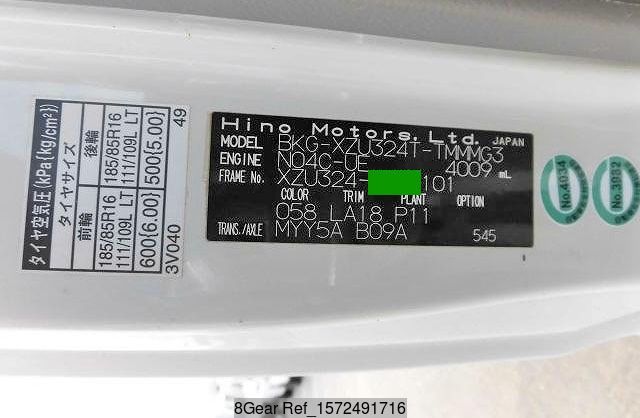 タイヤ空気圧(kPa{kg/cm²})
タイヤサイズ
前輪 後輪
185/85R16 185/85R16
111/109L LT 111/109L LT
600{6.00} 500{5.00}
3V040 49
Hino Motors,Ltd. JAPAN
MODEL BKG-XZU324T-TMMMG3
ENGINE N04C-UE 4009 mL
FRAME No. XZU324- 101
COLOR TRIM PLANT OPTION
058 LA18 P11
TRANS./AXLE MYY5A B09A 545
No.4834
No.3832
8Gear Ref_1572491716